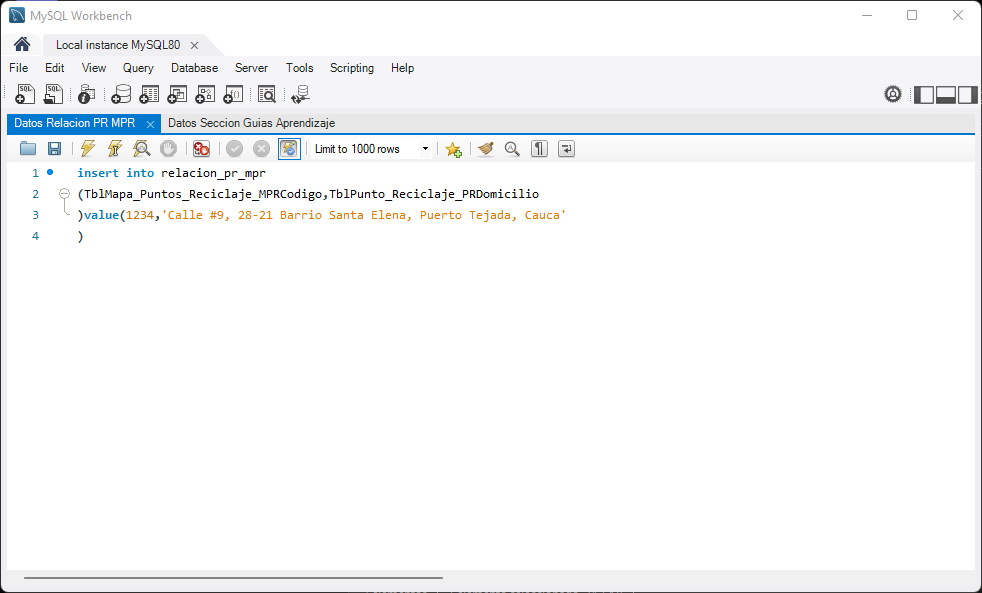 MySQL Workbench
Local instance MySQL80
File Edit View Query Database Server Tools Scripting Help
Datos Relacion PR MPR Datos Seccion Guias Aprendizaje
Limit to 1000 rows
1 insert into relacion_pr_mpr
2 (TblMapa_Puntos_Reciclaje_MPRCodigo,TblPunto_Reciclaje_PRDomicilio
3 )value(1234,'Calle #9, 28-21 Barrio Santa Elena, Puerto Tejada, Cauca'
4 )